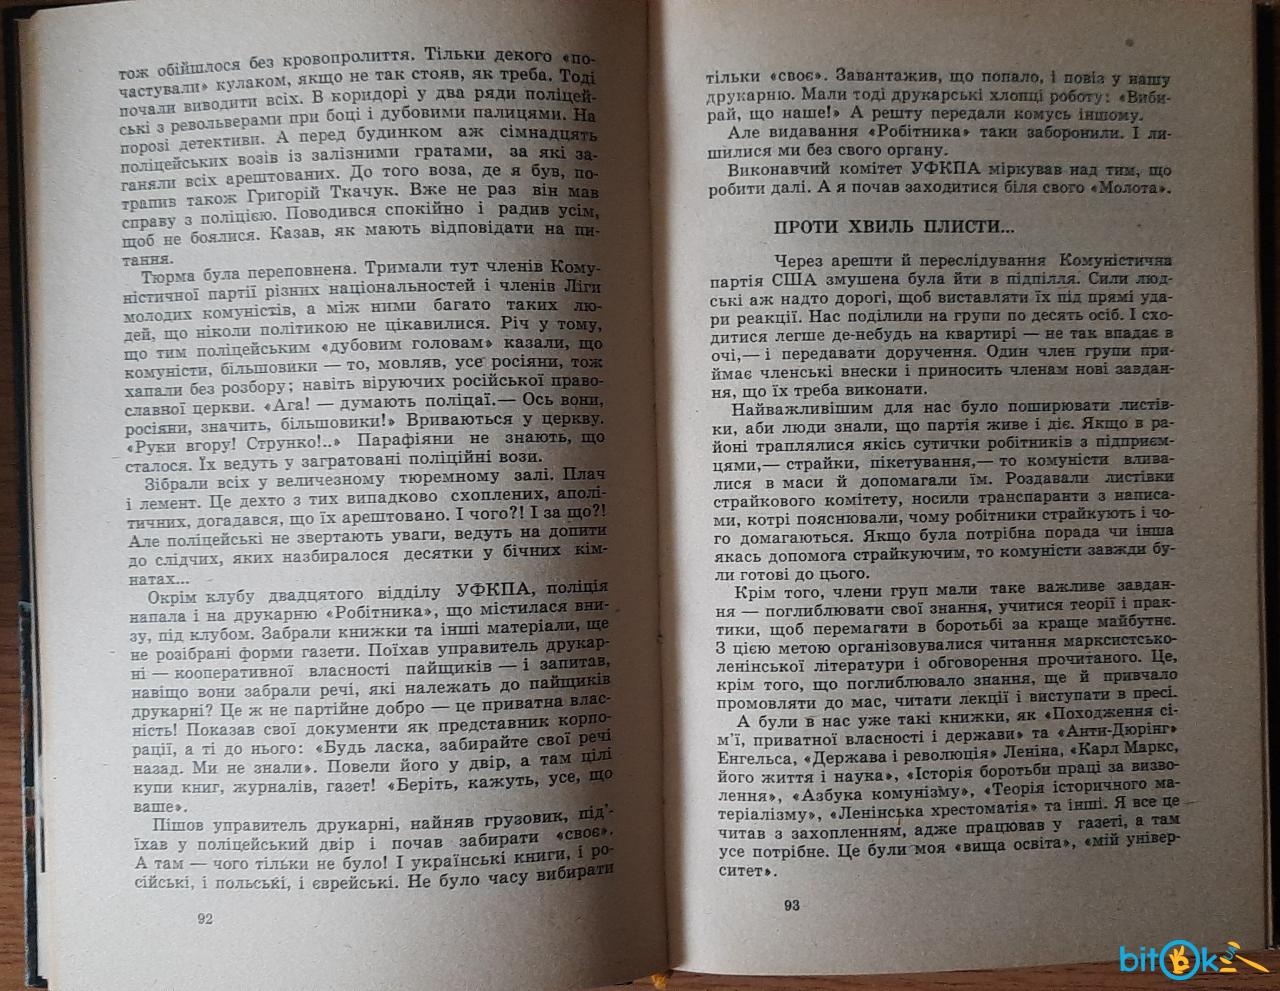 тож обійшлося без кровопролиття. Тільки декого «по-
частували» кулаком, якщо не так стояв, як треба. Тоді
почали виводити всіх. В коридорі у два ряди поліцей-
ські з револьверами при боці і дубовими палицями. На
порозі детективи. А перед будинком аж сімнадцять
поліцейських возів із залізними гратами, за які за-
ганяли всіх арештованих. До того воза, де я був, по-
трапив також Григорій Ткачук. Вже не раз він мав
справу з поліцією. Поводився спокійно і радив усім,
щоб не боялися. Казав, як мають відповідати на пи-
тання.
Тюрма була переповнена. Тримали тут членів Кому-
ністичної партії різних національностей і членів Ліги
молодих комуністів, а між ними багато таких лю-
дей, що ніколи політикою не цікавилися. Річ у тому,
що тим поліцейським «дубовим головам» казали, що
комуністи, більшовики — то, мовляв, усе росіяни, тож
хапали без розбору; навіть віруючих російської право-
славної церкви. «Ага! — думають поліцаї.— Ось вони,
росіяни, значить, більшовики!» Вриваються у церкву.
«Руки вгору! Струнко!..» Парафіяни не знають, що
сталося. Їх ведуть у загратовані поліційні вози.
Зібрали всіх у величезному тюремному залі. Плач
і лемент. Це дехто з тих випадково схоплених, аполі-
тичних, догадався, що їх арештовано. І чого?! І за що?!
Але поліцейські не звертають уваги, ведуть на допити
до слідчих, яких назбиралося десятки у бічних кім-
натах...
Окрім клубу двадцятого відділу УФКПА, поліція
напала і на друкарню «Робітника», що містилася вни-
зу, під клубом. Забрали книжки та інші матеріали, ще
не розібрані форми газети. Поїхав управитель друкар-
ні — кооперативної власності пайщиків — і запитав,
навіщо вони забрали речі, які належать до пайщиків
друкарні? Це ж не партійне добро — це приватна влас-
ність! Показав свої документи як представник корпо-
рації, а ті до нього: «Будь ласка, забирайте свої речі
назад. Ми не знали». Повели його у двір, а там цілі
купи книг, журналів, газет! «Беріть, кажуть, усе, що
ваше».
Пішов управитель друкарні, найняв грузовик, під'-
їхав у поліцейський двір і почав забирати «своє».
А там — чого тільки не було! І українські книги, і ро-
сійські, і польські, і єврейські. Не було часу вибирати
92
тільки «своє». Завантажив, що попало, і повіз у нашу
друкарню. Мали тоді друкарські хлопці роботу: «Виби-
рай, що наше!» А решту передали комусь іншому.
Але видавання «Робітника» таки заборонили. І ли-
шилися ми без свого органу.
Виконавчий комітет УФКПА міркував над тим, що
робити далі. А я почав заходитися біля свого «Молота».
ПРОТИ ХВИЛЬ ПЛИСТИ...
Через арешти й переслідування Комуністична
партія США змушена була йти в підпілля. Сили люд-
ські аж надто дорогі, щоб виставляти їх під прямі уда-
ри реакції. Нас поділили на групи по десять осіб. І схо-
дитися легше де-небудь на квартирі — не так впадає в
очі,— і передавати доручення. Один член групи при-
ймає членські внески і приносить членам нові завдан-
ня, що їх треба виконати.
Найважливішим для нас було поширювати листів-
ки, аби люди знали, що партія живе і діє. Якщо в ра-
йоні траплялися якісь сутички робітників з підприєм-
цями,— страйки, пікетування,— то комуністи влива-
лися в маси й допомагали їм. Роздавали листівки
страйкового комітету, носили транспаранти з написа-
ми, котрі пояснювали, чому робітники страйкують і чо-
го домагаються. Якщо була потрібна порада чи інша
якась допомога страйкуючим, то комуністи завжди бу-
ли готові до цього.
Крім того, члени груп мали таке важливе завдан-
ня — поглиблювати свої знання, учитися теорії і прак-
тики, щоб перемагати в боротьбі за краще майбутнє.
З цією метою організовувалися читання марксистсько-
ленінської літератури і обговорення прочитаного. Це,
крім того, що поглиблювало знання, ще й привчало
промовляти до мас, читати лекції і виступати в пресі.
А були в нас уже такі книжки, як «Походження сі-
м'ї, приватної власності і держави» та «Анти-Дюрінг»
Енгельса, «Держава і революція» Леніна, «Карл Маркс,
його життя і наука», «Історія боротьби праці за визво-
лення», «Азбука комунізму», «Теорія історичного ма-
теріалізму», «Ленінська хрестоматія» та інші. Я все це
читав з захопленням, адже працював у газеті, а там
усе потрібне. Це були моя «вища освіта», «мій універ-
ситет».
93
bitok